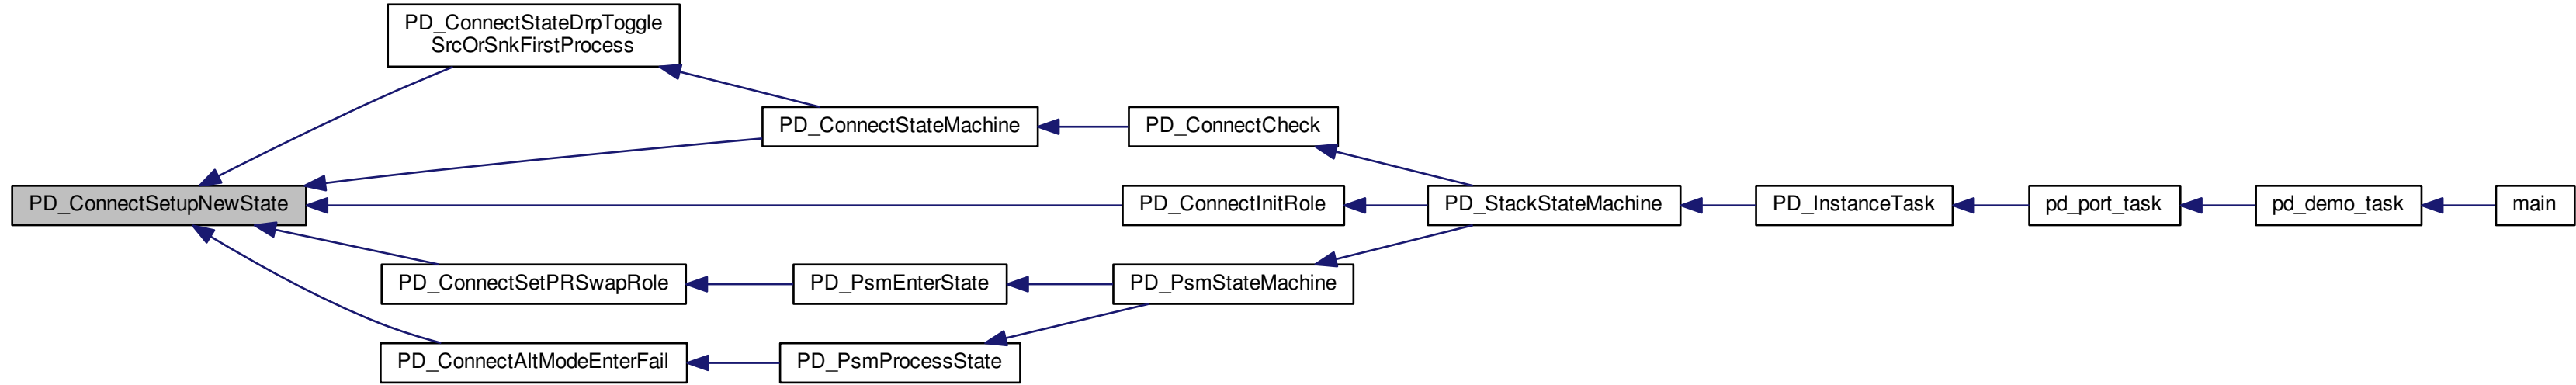 PD_ConnectStateDrpToggle
SrcOrSnkFirstProcess
PD_ConnectStateMachine
PD_ConnectCheck
PD_ConnectSetupNewState
PD_ConnectInitRole
PD_StackStateMachine
PD_InstanceTask
pd_port_task
pd_demo_task
main
PD_ConnectSetPRSwapRole
PD_PsmEnterState
PD_PsmStateMachine
PD_ConnectAltModeEnterFail
PD_PsmProcessState